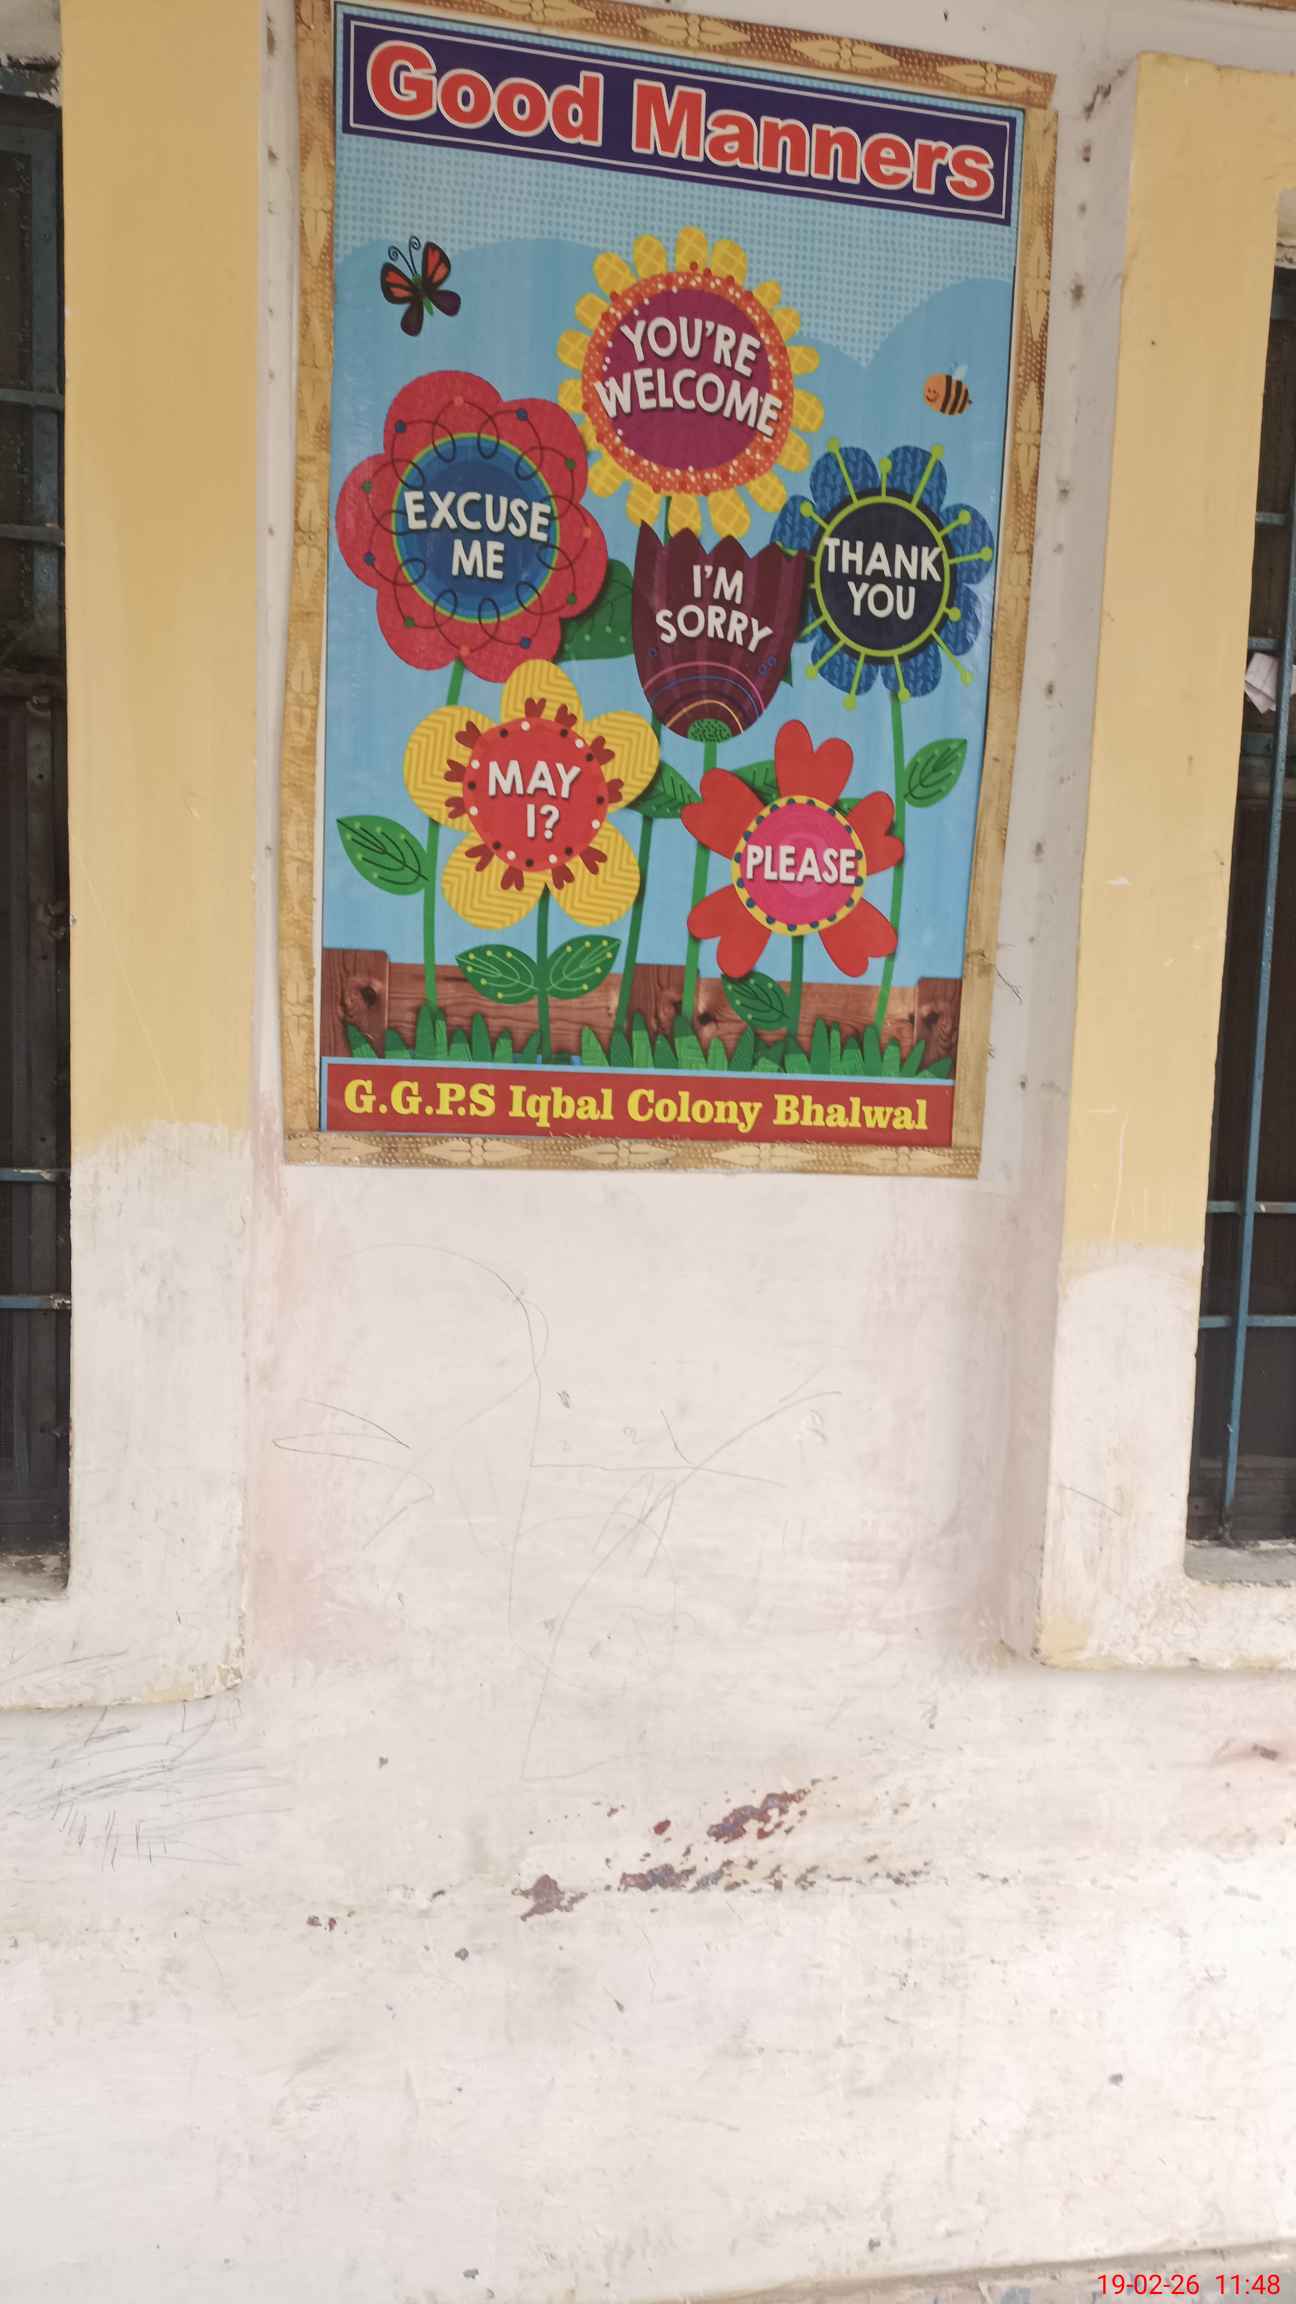 Good Manners
YOU'RE
WELCOME
EXCUSE
ME
THANK
YOU
I'M
SORRY
MAY
I?
PLEASE
G.G.P.S Iqbal Colony Bhalwal
19-02-26 11:48